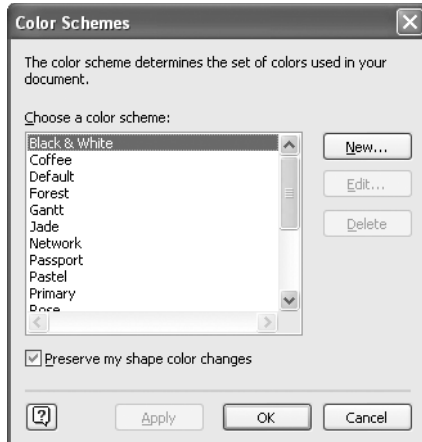 Color Schemes
The color scheme determines the set of colors used in your
document.
Choose a color scheme:
Black & White
Coffee
Default
Forest
Gantt
Jade
Network
Passport
Pastel
Primary
Rose
New...
Edit...
Delete
Preserve my shape color changes
?
Apply
OK
Cancel